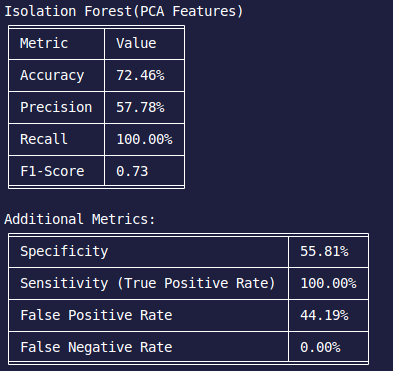 Isolation Forest(PCA Features)
Metric Value
Accuracy 72.46%
Precision 57.78%
Recall 100.00%
F1-Score 0.73
Additional Metrics:
Specificity 55.81%
Sensitivity (True Positive Rate) 100.00%
False Positive Rate 44.19%
False Negative Rate 0.00%